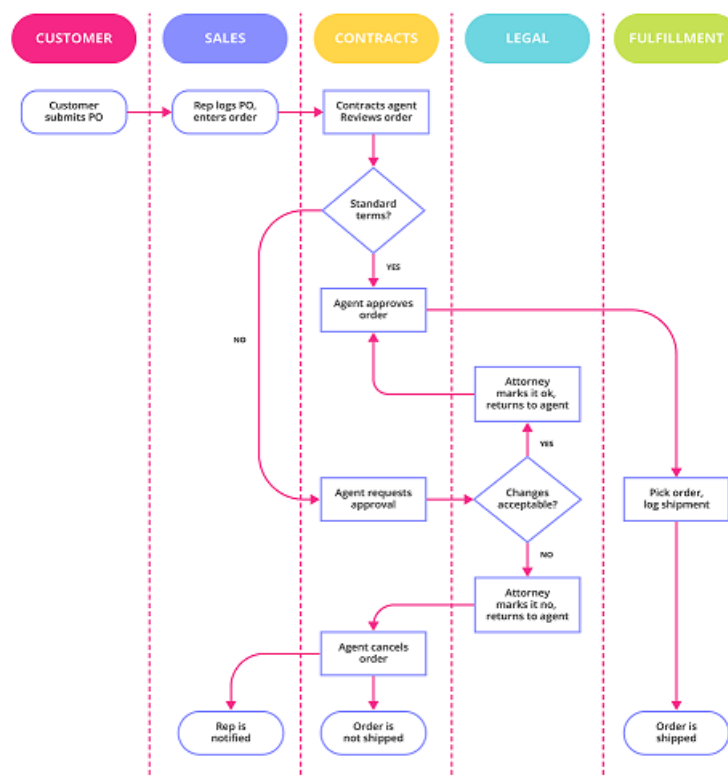 CUSTOMER
SALES
CONTRACTS
LEGAL
FULFILLMENT
Customer
submits PO
Rep logs PO,
enters order
Contracts agent
Reviews order
Standard
terms?
YES
Agent approves
order
NO
Attorney
marks it ok,
returns to agent
YES
Agent requests
approval
Changes
acceptable?
Pick order,
log shipment
NO
Attorney
marks it no,
returns to agent
Agent cancels
order
Rep is
notified
Order is
not shipped
Order is
shipped